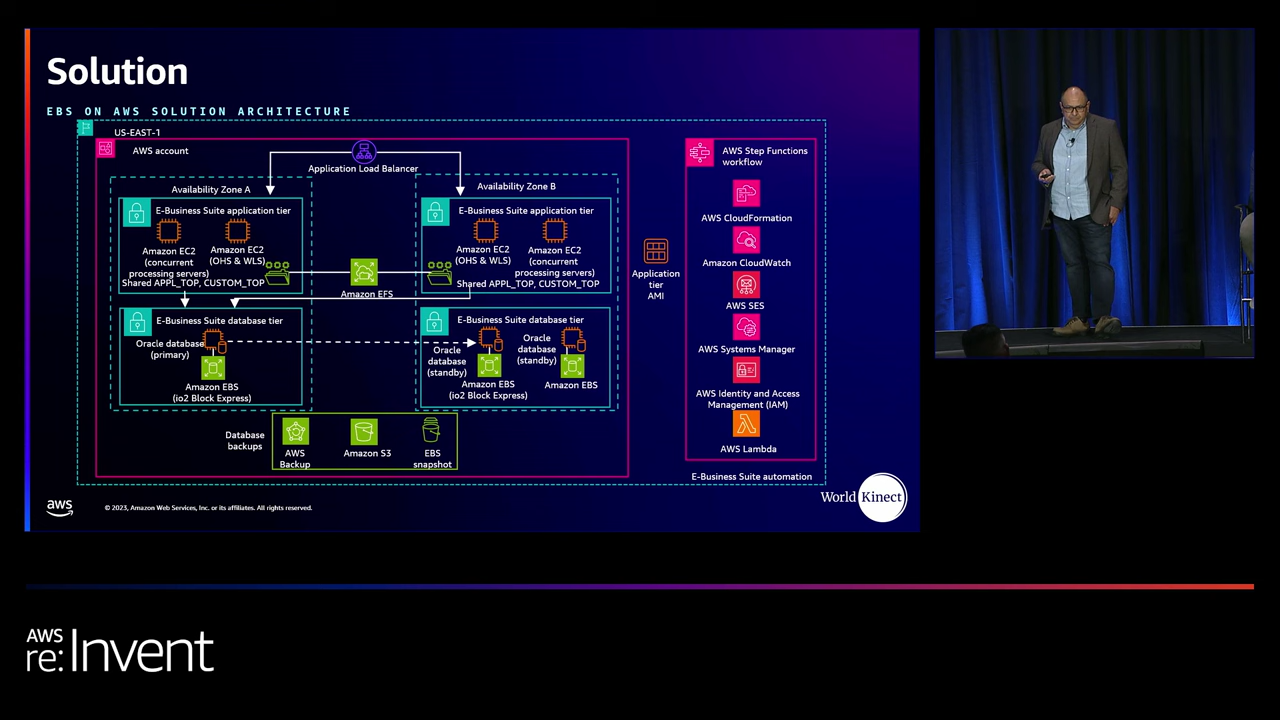 Solution
EBS ON AWS SOLUTION ARCHITECTURE
US-EAST-1
AWS account
Application Load Balancer
Availability Zone A
E-Business Suite application tier
Amazon EC2
(concurrent
processing servers)
Amazon EC2
(OHS & WLS)
Shared APPL_TOP, CUSTOM_TOP
Amazon EFS
Availability Zone B
E-Business Suite application tier
Amazon EC2
(OHS & WLS)
Amazon EC2
(concurrent
processing servers)
Shared APPL_TOP, CUSTOM_TOP
E-Business Suite database tier
Oracle database
(primary)
Amazon EBS
(io2 Block Express)
E-Business Suite database tier
Oracle
database
(standby)
Amazon EBS
(io2 Block Express)
Oracle
database
(standby)
Amazon EBS
Database
backups
AWS
Backup
Amazon S3
EBS
snapshot
Application
tier
AMI
AWS Step Functions
workflow
AWS CloudFormation
Amazon CloudWatch
AWS SES
AWS Systems Manager
AWS Identity and Access
Management (IAM)
AWS Lambda
E-Business Suite automation
World Kinect
aws
© 2023, Amazon Web Services, Inc. or its affiliates. All rights reserved.
AWS
re:Invent